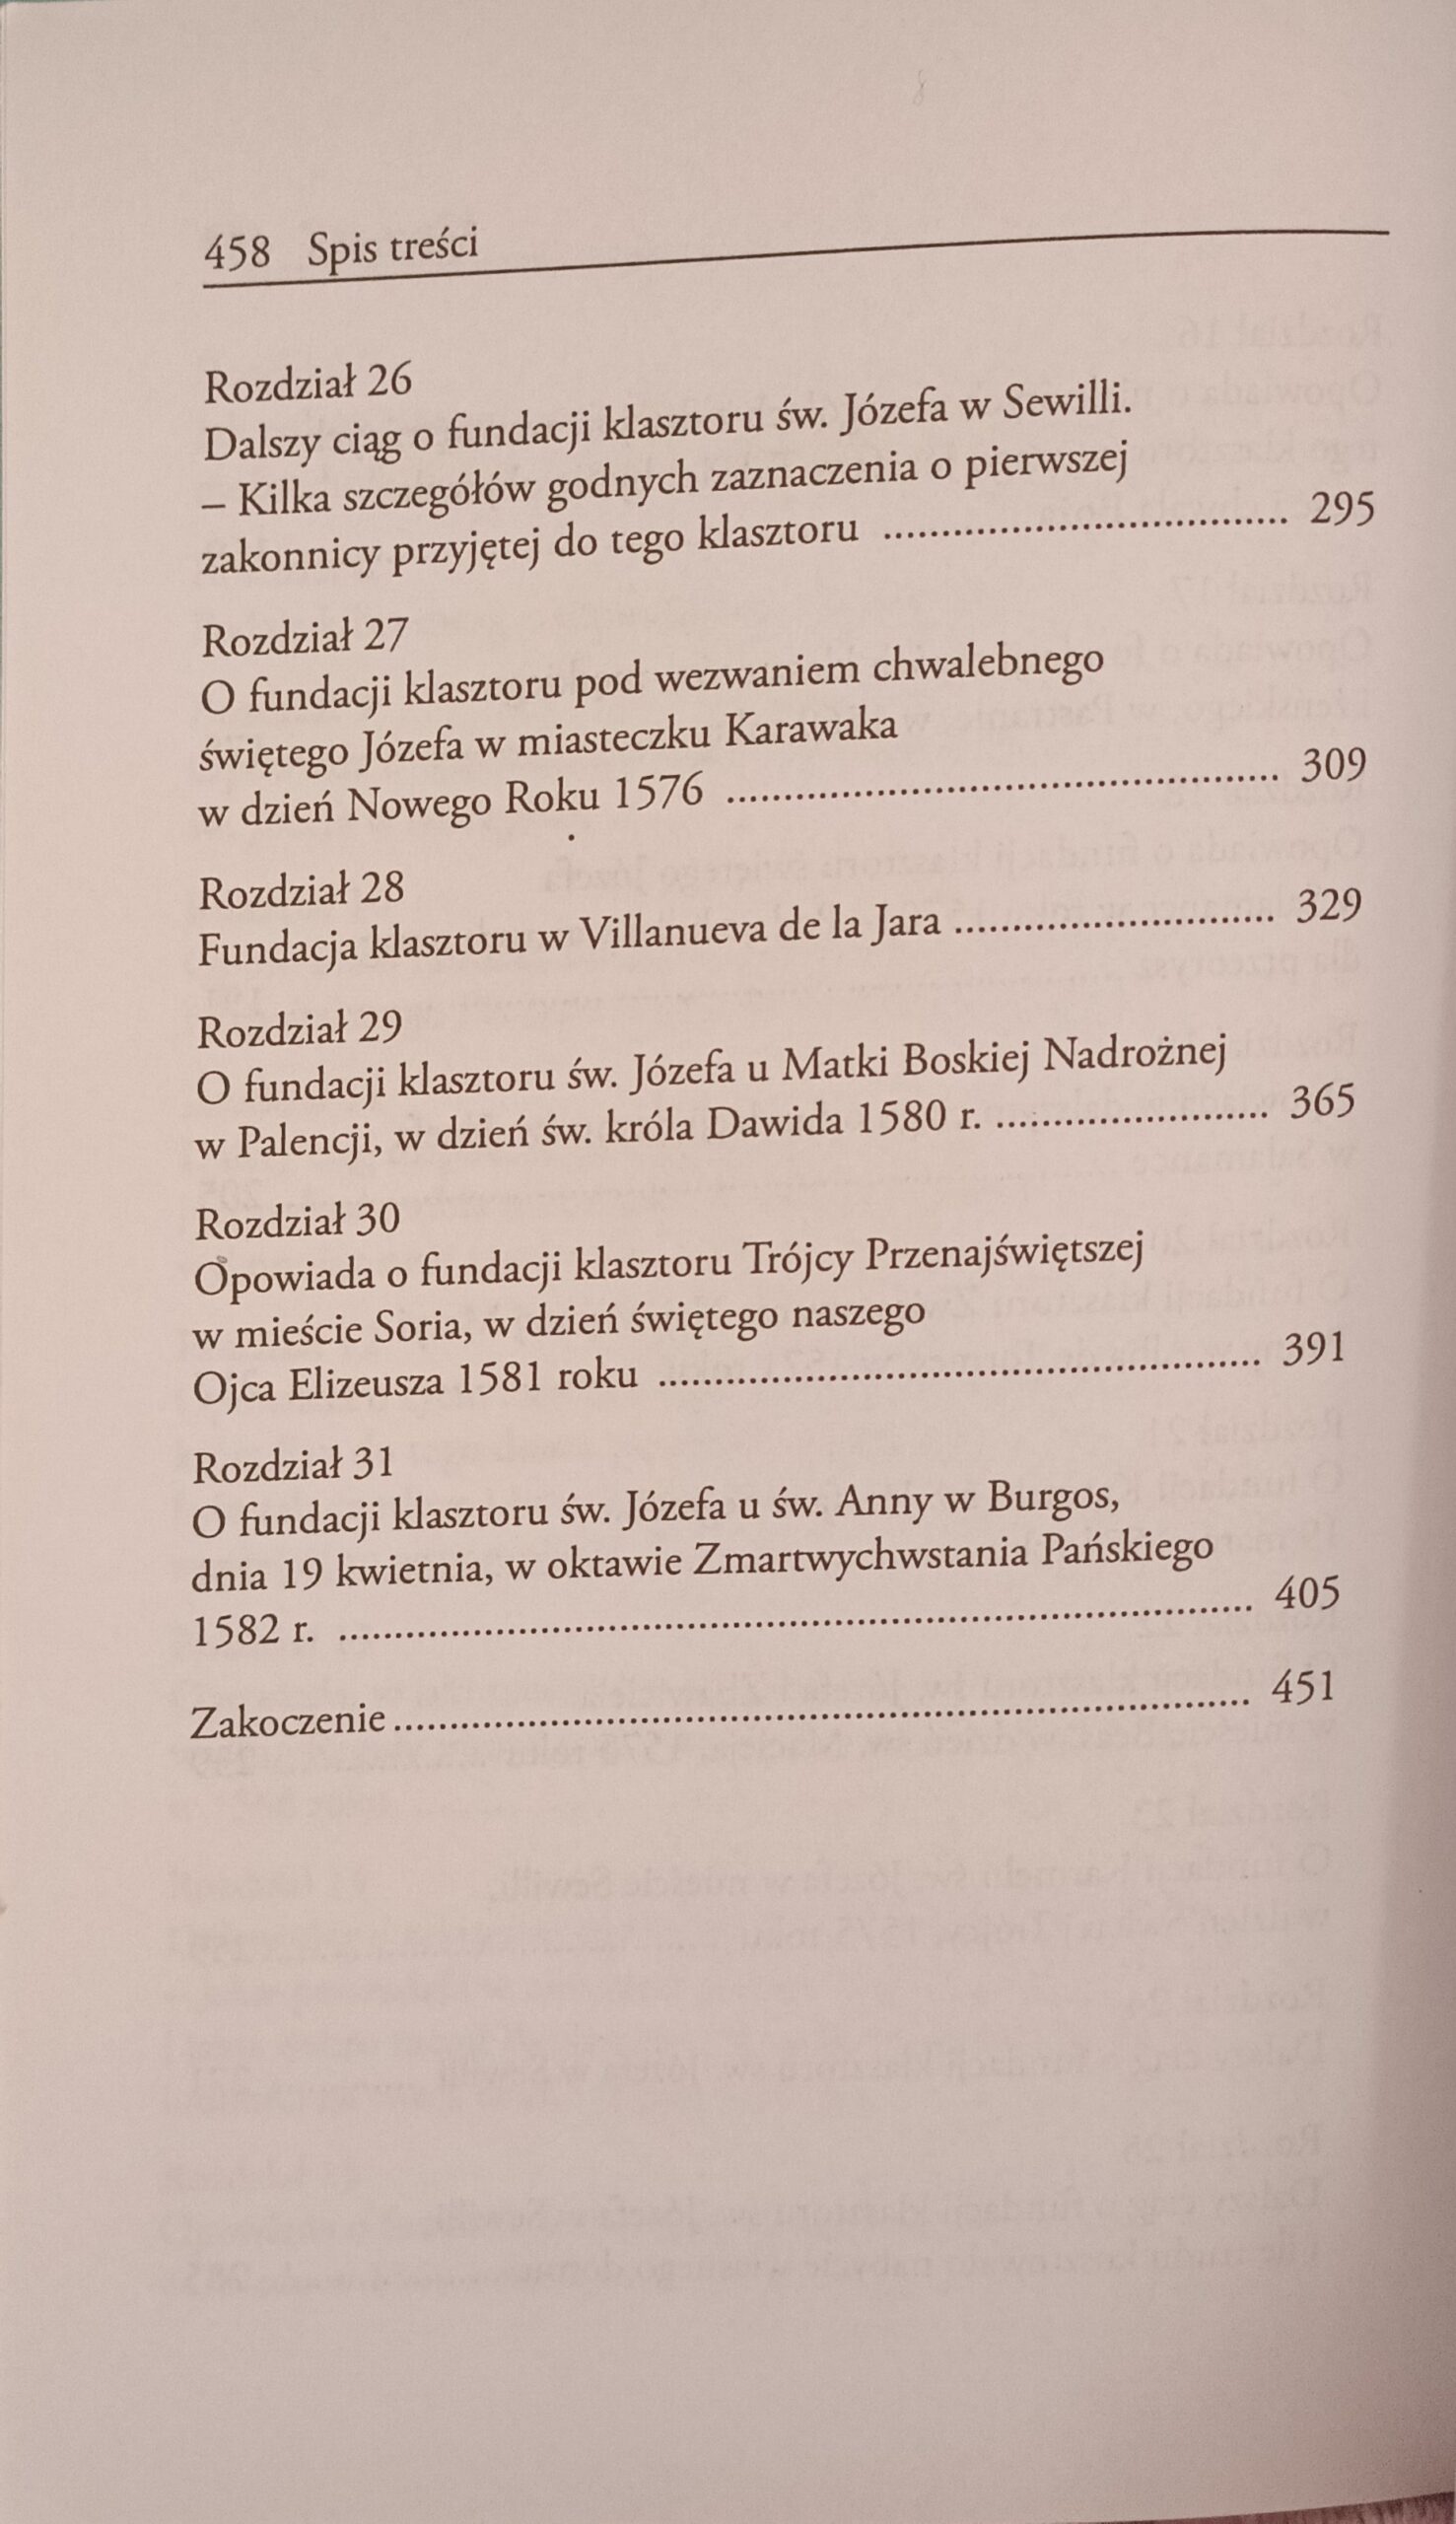 458 Spis treści
Rozdział 26
Dalszy ciąg o fundacji klasztoru św. Józefa w Sewilli.
– Kilka szczegółów godnych zaznaczenia o pierwszej
zakonnicy przyjętej do tego klasztoru .................................. 295
Rozdział 27
O fundacji klasztoru pod wezwaniem chwalebnego
świętego Józefa w miasteczku Karawaka
w dzień Nowego Roku 1576 ............................................... 309
Rozdział 28
Fundacja klasztoru w Villanueva de la Jara ........................... 329
Rozdział 29
O fundacji klasztoru św. Józefa u Matki Boskiej Nadrożnej
w Palencji, w dzień św. króla Dawida 1580 r. ....................... 365
Rozdział 30
Opowiada o fundacji klasztoru Trójcy Przenajświętszej
w mieście Soria, w dzień świętego naszego
Ojca Elizeusza 1581 roku ................................................... 391
Rozdział 31
O fundacji klasztoru św. Józefa u św. Anny w Burgos,
dnia 19 kwietnia, w oktawie Zmartwychwstania Pańskiego
1582 r. .............................................................................. 405
Zakoczenie......................................................................... 451